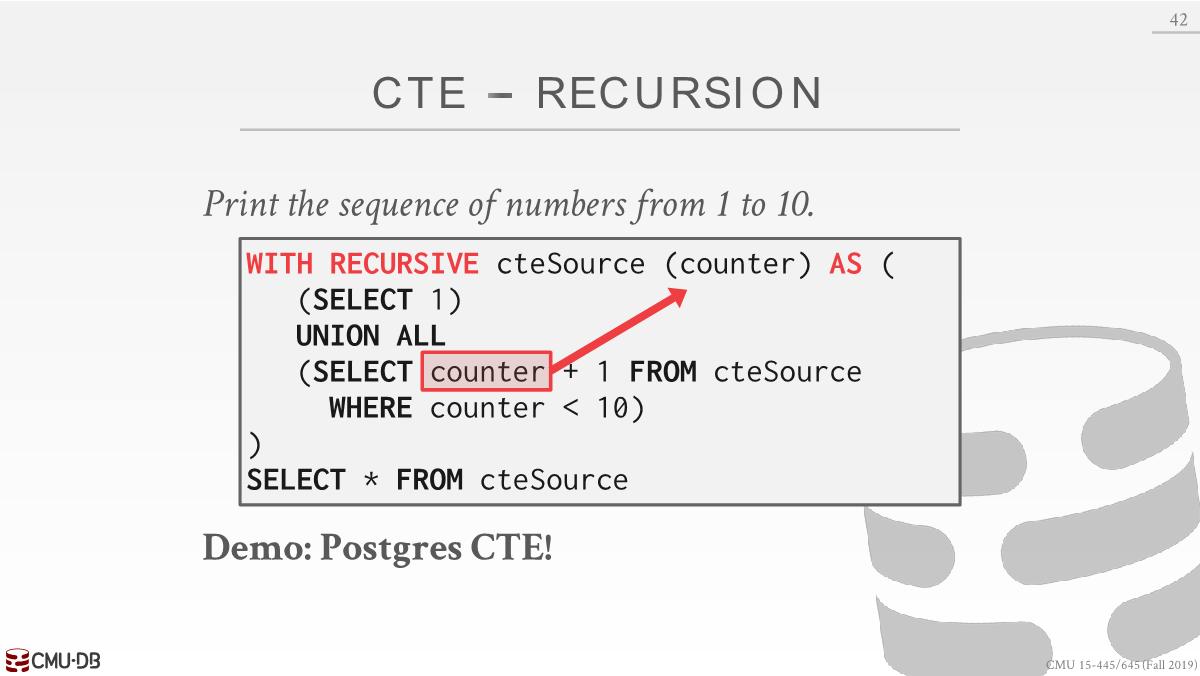 42
CTE – RECURSION
Print the sequence of numbers from 1 to 10.
WITH RECURSIVE cteSource (counter) AS (
(SELECT 1)
UNION ALL
(SELECT counter + 1 FROM cteSource
WHERE counter < 10)
)
SELECT * FROM cteSource
Demo: Postgres CTE!
CMU·DB
CMU 15-445/645 (Fall 2019)